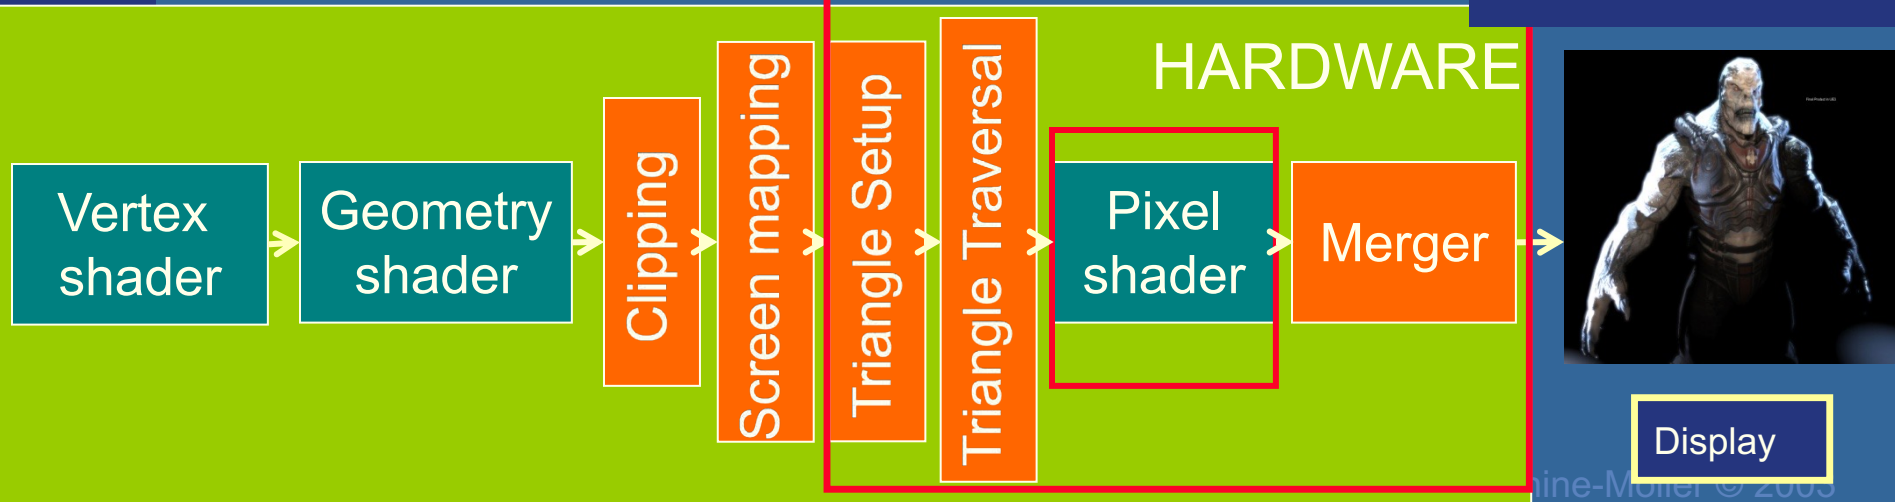 HARDWARE
Vertex
shader
Geometry
shader
Clipping
Screen mapping
Triangle Setup
Triangle Traversal
Pixel
shader
Merger
Display